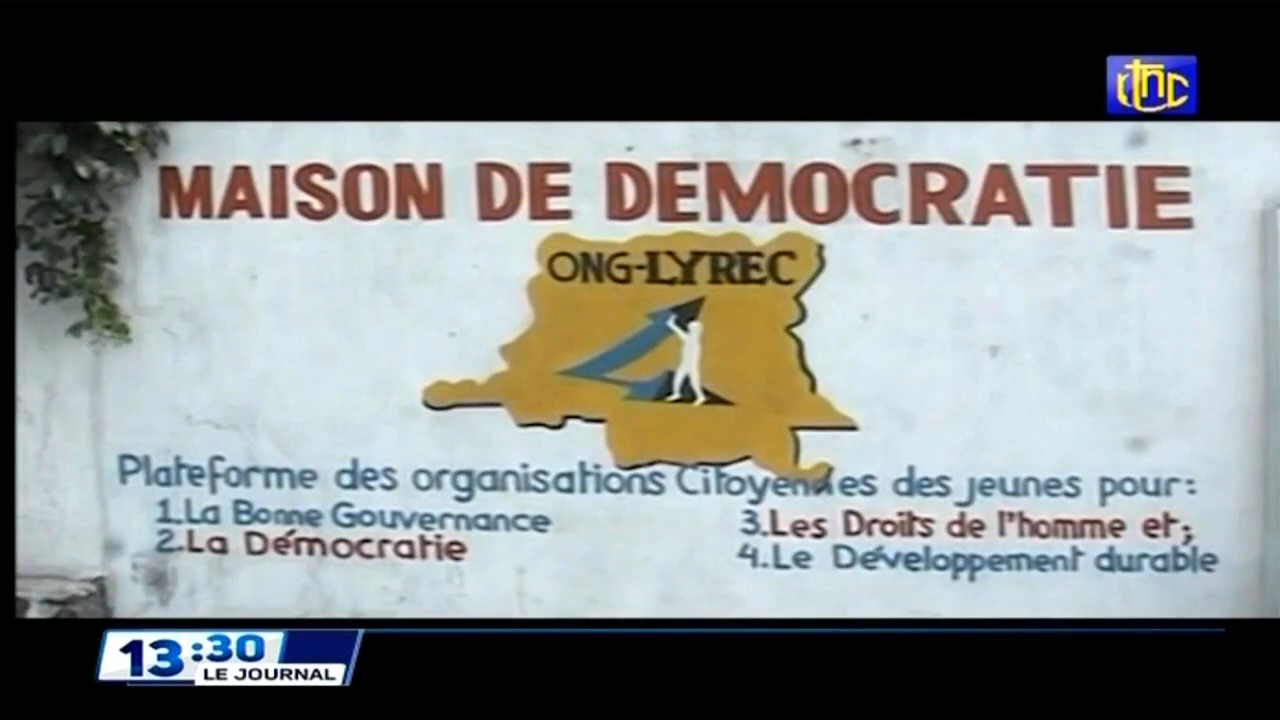 rtnc
MAISON DE DEMOCRATIE
ONG-LYREC
Plateforme des organisations Citoyennes des jeunes pour:
1.La Bonne Gouvernance
2.La Démocratie
3.Les Droits de l'homme et;
4.Le Développement durable
13:30
LE JOURNAL